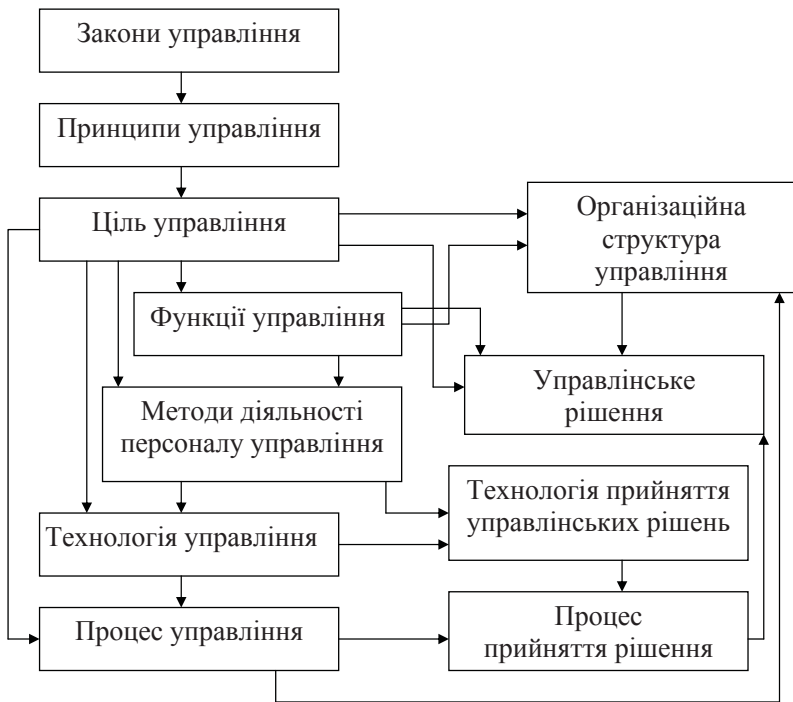 Закони управління
Принципи управління
Ціль управління
Організаційна
структура
управління
Функції управління
Управлінське
рішення
Методи діяльності
персоналу управління
Технологія прийняття
управлінських рішень
Технологія управління
Процес управління
Процес
прийняття рішення